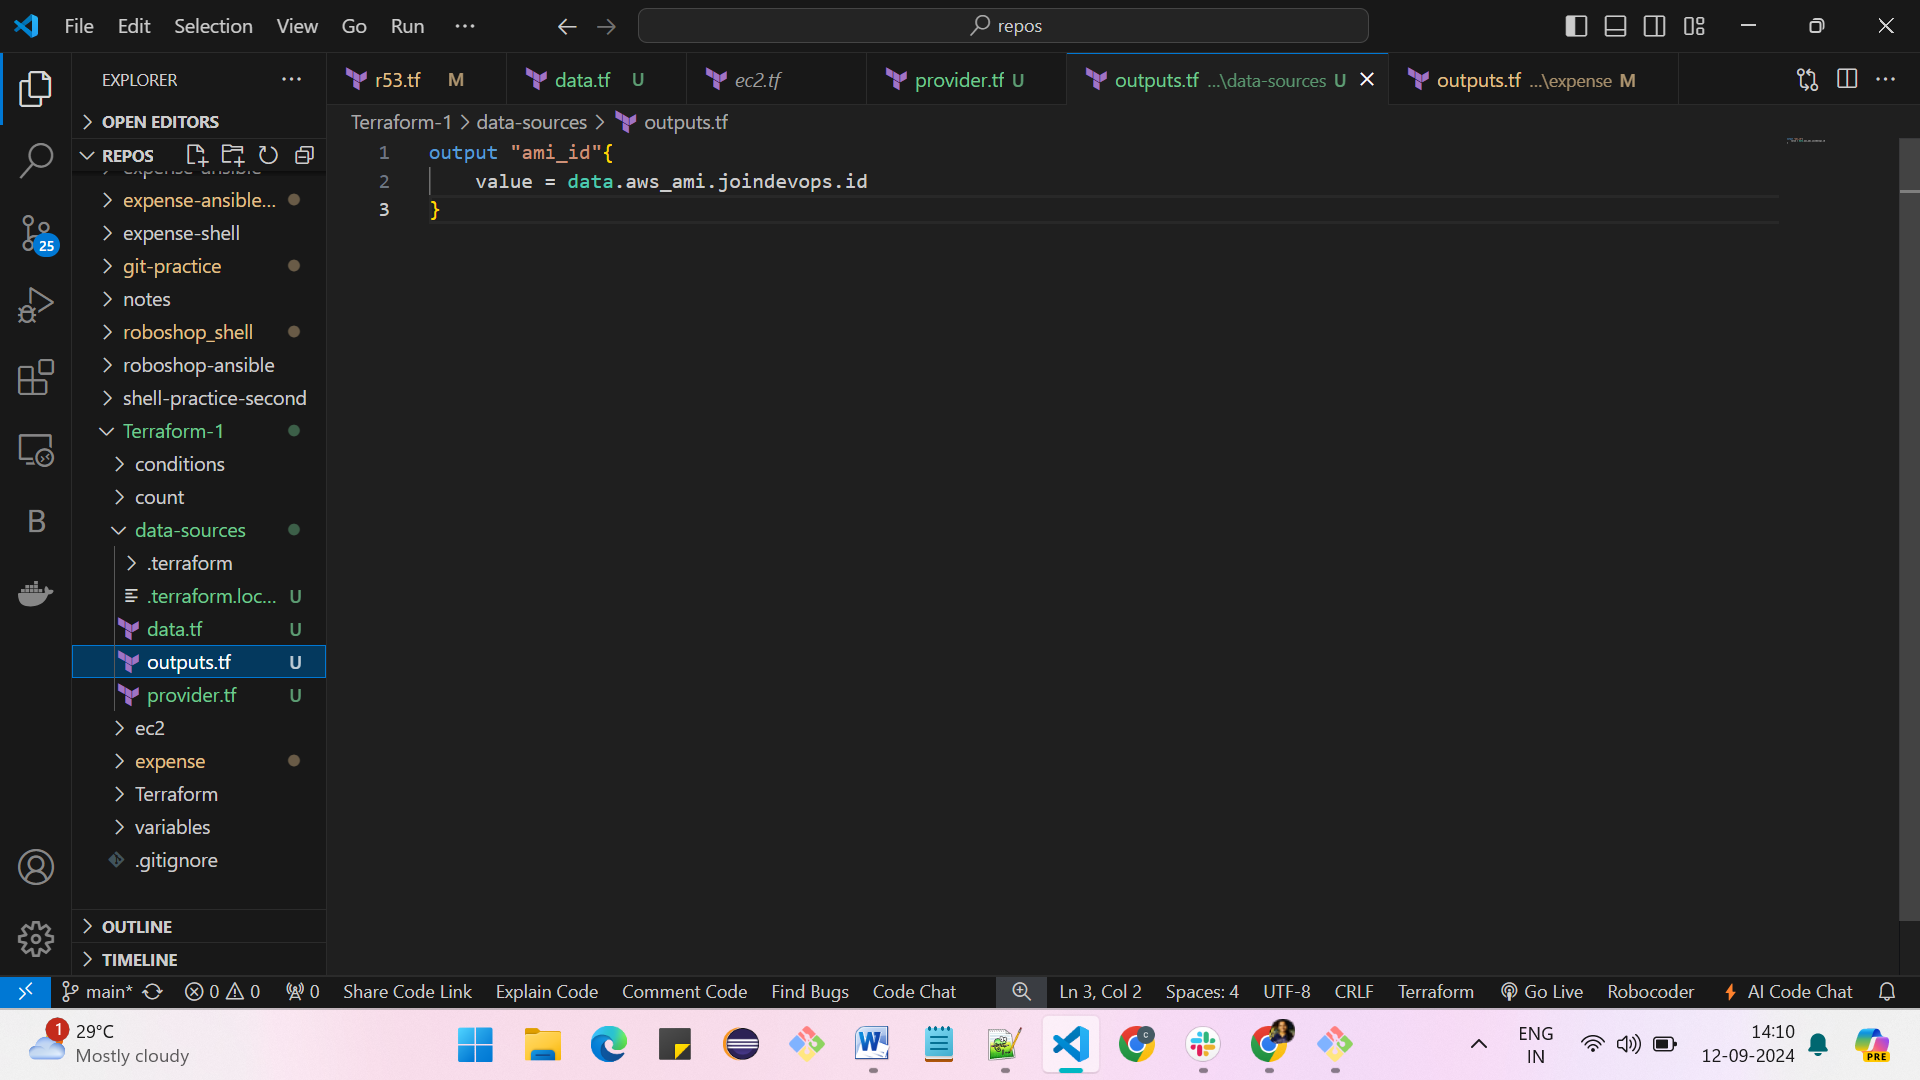 File Edit Selection View Go Run ···
repos
EXPLORER ···
r53.tf M data.tf U ec2.tf provider.tf U outputs.tf ...\data-sources U outputs.tf ...\expense M ···
OPEN EDITORS
REPOS
Terraform-1 > data-sources > outputs.tf
1 output "ami_id"{
2 value = data.aws_ami.joindevops.id
3 }
expense-ansible
expense-ansible...
expense-shell
git-practice
notes
roboshop_shell
roboshop-ansible
shell-practice-second
Terraform-1
conditions
count
data-sources
.terraform
.terraform.loc... U
data.tf U
outputs.tf U
provider.tf U
ec2
expense
Terraform
variables
.gitignore
OUTLINE
TIMELINE
25
B
main* 0 0 0 Share Code Link Explain Code Comment Code Find Bugs Code Chat Ln 3, Col 2 Spaces: 4 UTF-8 CRLF Terraform Go Live Robocoder AI Code Chat
1 29°C
Mostly cloudy
W
C
ENG
IN
14:10
12-09-2024
PRE